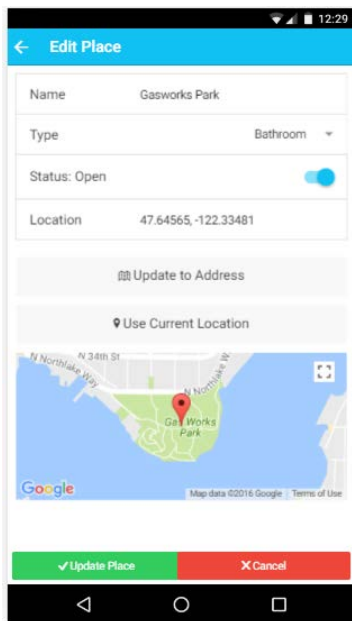 12:29
Edit Place
Name Gasworks Park
Type Bathroom
Status: Open
Location 47.64565, -122.33481
Update to Address
Use Current Location
N Northlake Way
N 34th St
N Northlake W
Gas Works
Park
Google
Map data ©2016 Google Terms of Use
Update Place Cancel